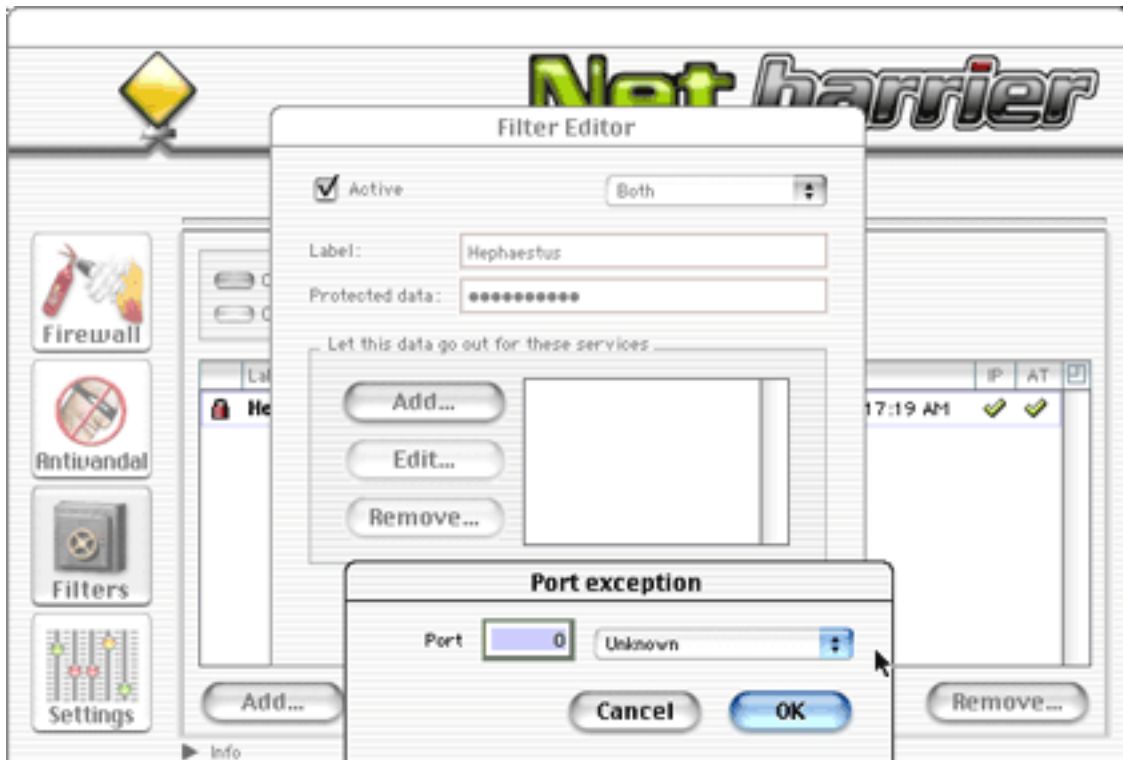 Net barrier
Filter Editor
Active
Both
Label:
Hephaestus
Protected data:
Let this data go out for these services
Add...
Edit...
Remove...
Firewall
Antivandal
Filters
Settings
IP
AT
He
17:19 AM
Port exception
Port
0
Unknown
Cancel
OK
Add...
Remove...
Info